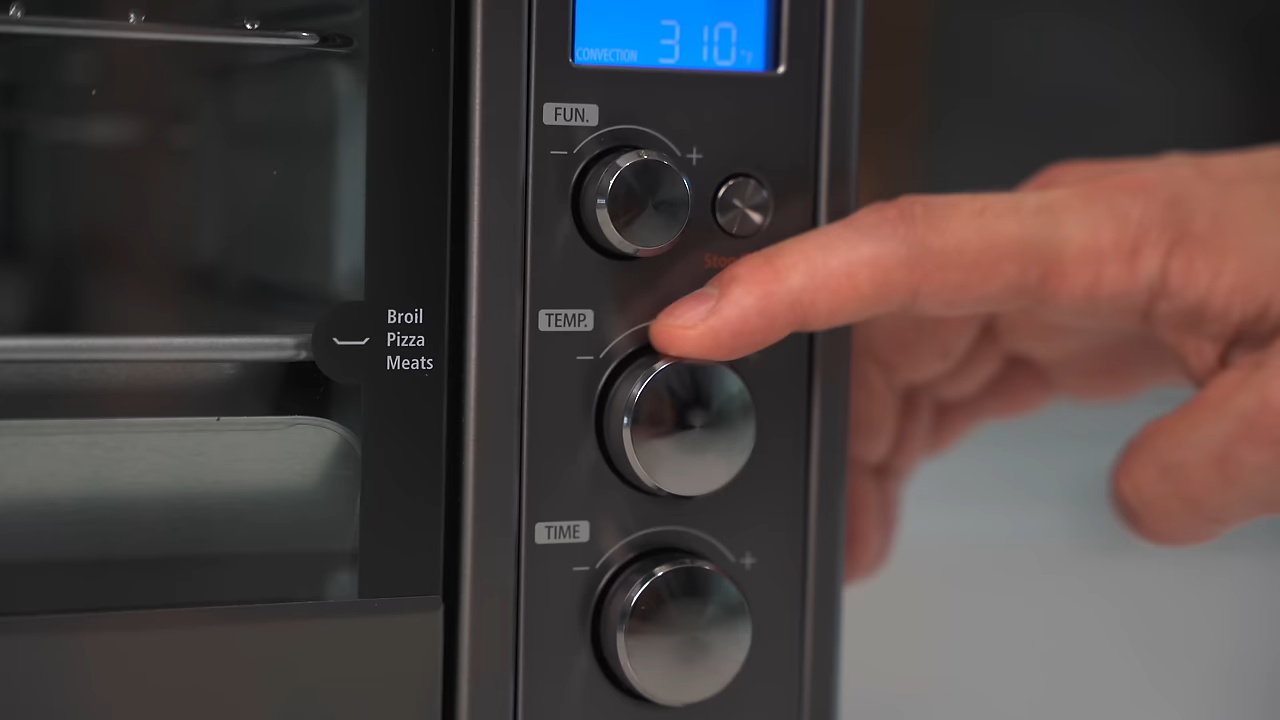 310°F
CONVECTION
FUN.
− +
TEMP.
−
Broil
Pizza
Meats
TIME
− +